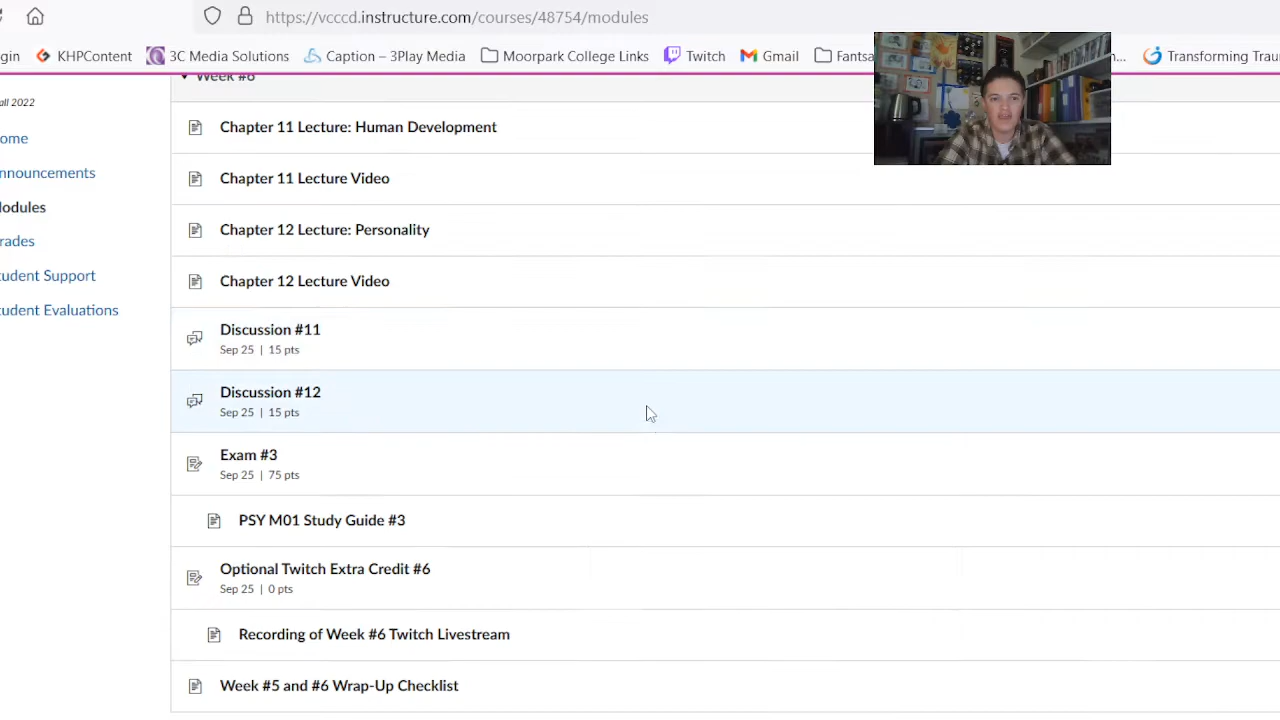 https://vcccd.instructure.com/courses/48754/modules
gin KHPContent 3C Media Solutions Caption – 3Play Media Moorpark College Links Twitch Gmail Fantas n... Transforming Trau
Week #6
all 2022
ome
nnouncements
odules
rades
tudent Support
tudent Evaluations
Chapter 11 Lecture: Human Development
Chapter 11 Lecture Video
Chapter 12 Lecture: Personality
Chapter 12 Lecture Video
Discussion #11
Sep 25 | 15 pts
Discussion #12
Sep 25 | 15 pts
Exam #3
Sep 25 | 75 pts
PSY M01 Study Guide #3
Optional Twitch Extra Credit #6
Sep 25 | 0 pts
Recording of Week #6 Twitch Livestream
Week #5 and #6 Wrap-Up Checklist